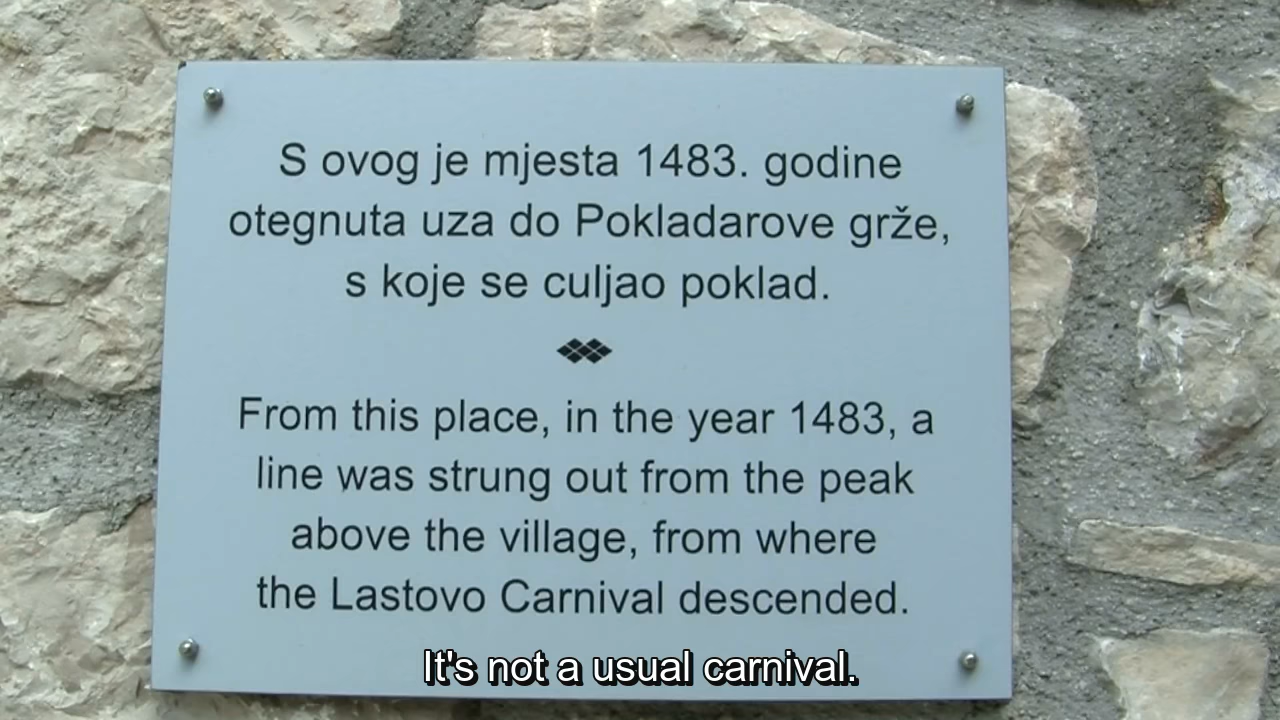 S ovog je mjesta 1483. godine
otegnuta uza do Pokladarove grže,
s koje se culjao poklad.
From this place, in the year 1483, a
line was strung out from the peak
above the village, from where
the Lastovo Carnival descended.
It's not a usual carnival.